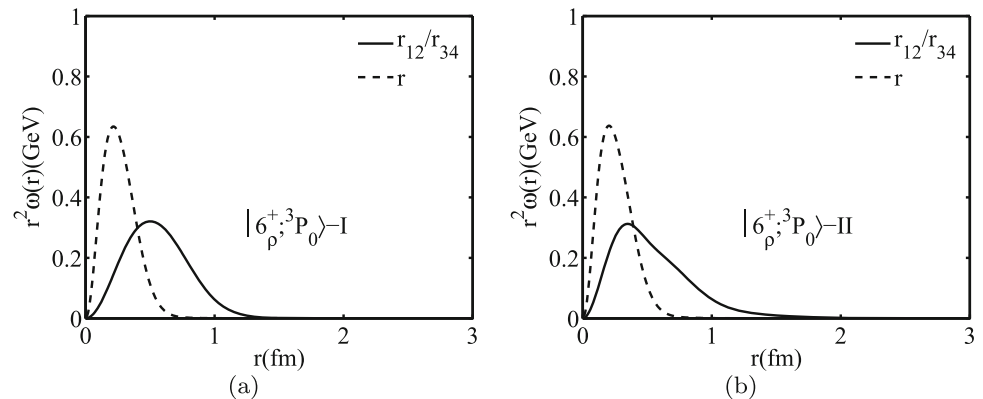 1
0.8
0.6
0.4
0.2
0
0
1
2
3
r²ω(r)(GeV)
r(fm)
r₁₂/r₃₄
r
|6⁺ᵨ;³P₀⟩−I
(a)
1
0.8
0.6
0.4
0.2
0
0
1
2
3
r²ω(r)(GeV)
r(fm)
r₁₂/r₃₄
r
|6⁺ᵨ;³P₀⟩−II
(b)